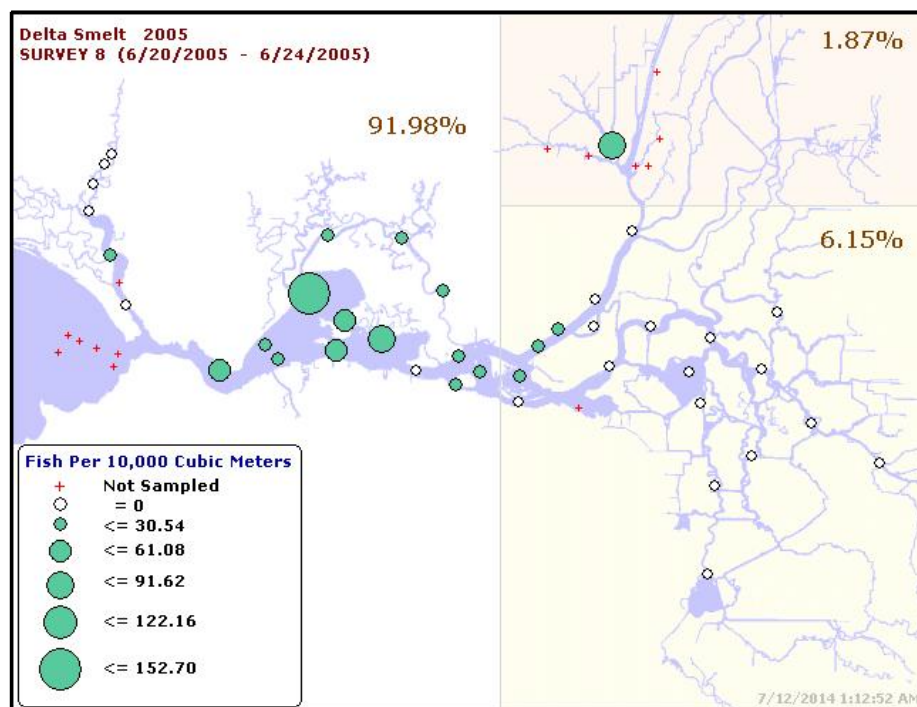 Delta Smelt 2005
SURVEY 8 (6/20/2005 - 6/24/2005)
1.87%
91.98%
6.15%
Fish Per 10,000 Cubic Meters
Not Sampled
= 0
<= 30.54
<= 61.08
<= 91.62
<= 122.16
<= 152.70
7/12/2014 1:12:52 AM